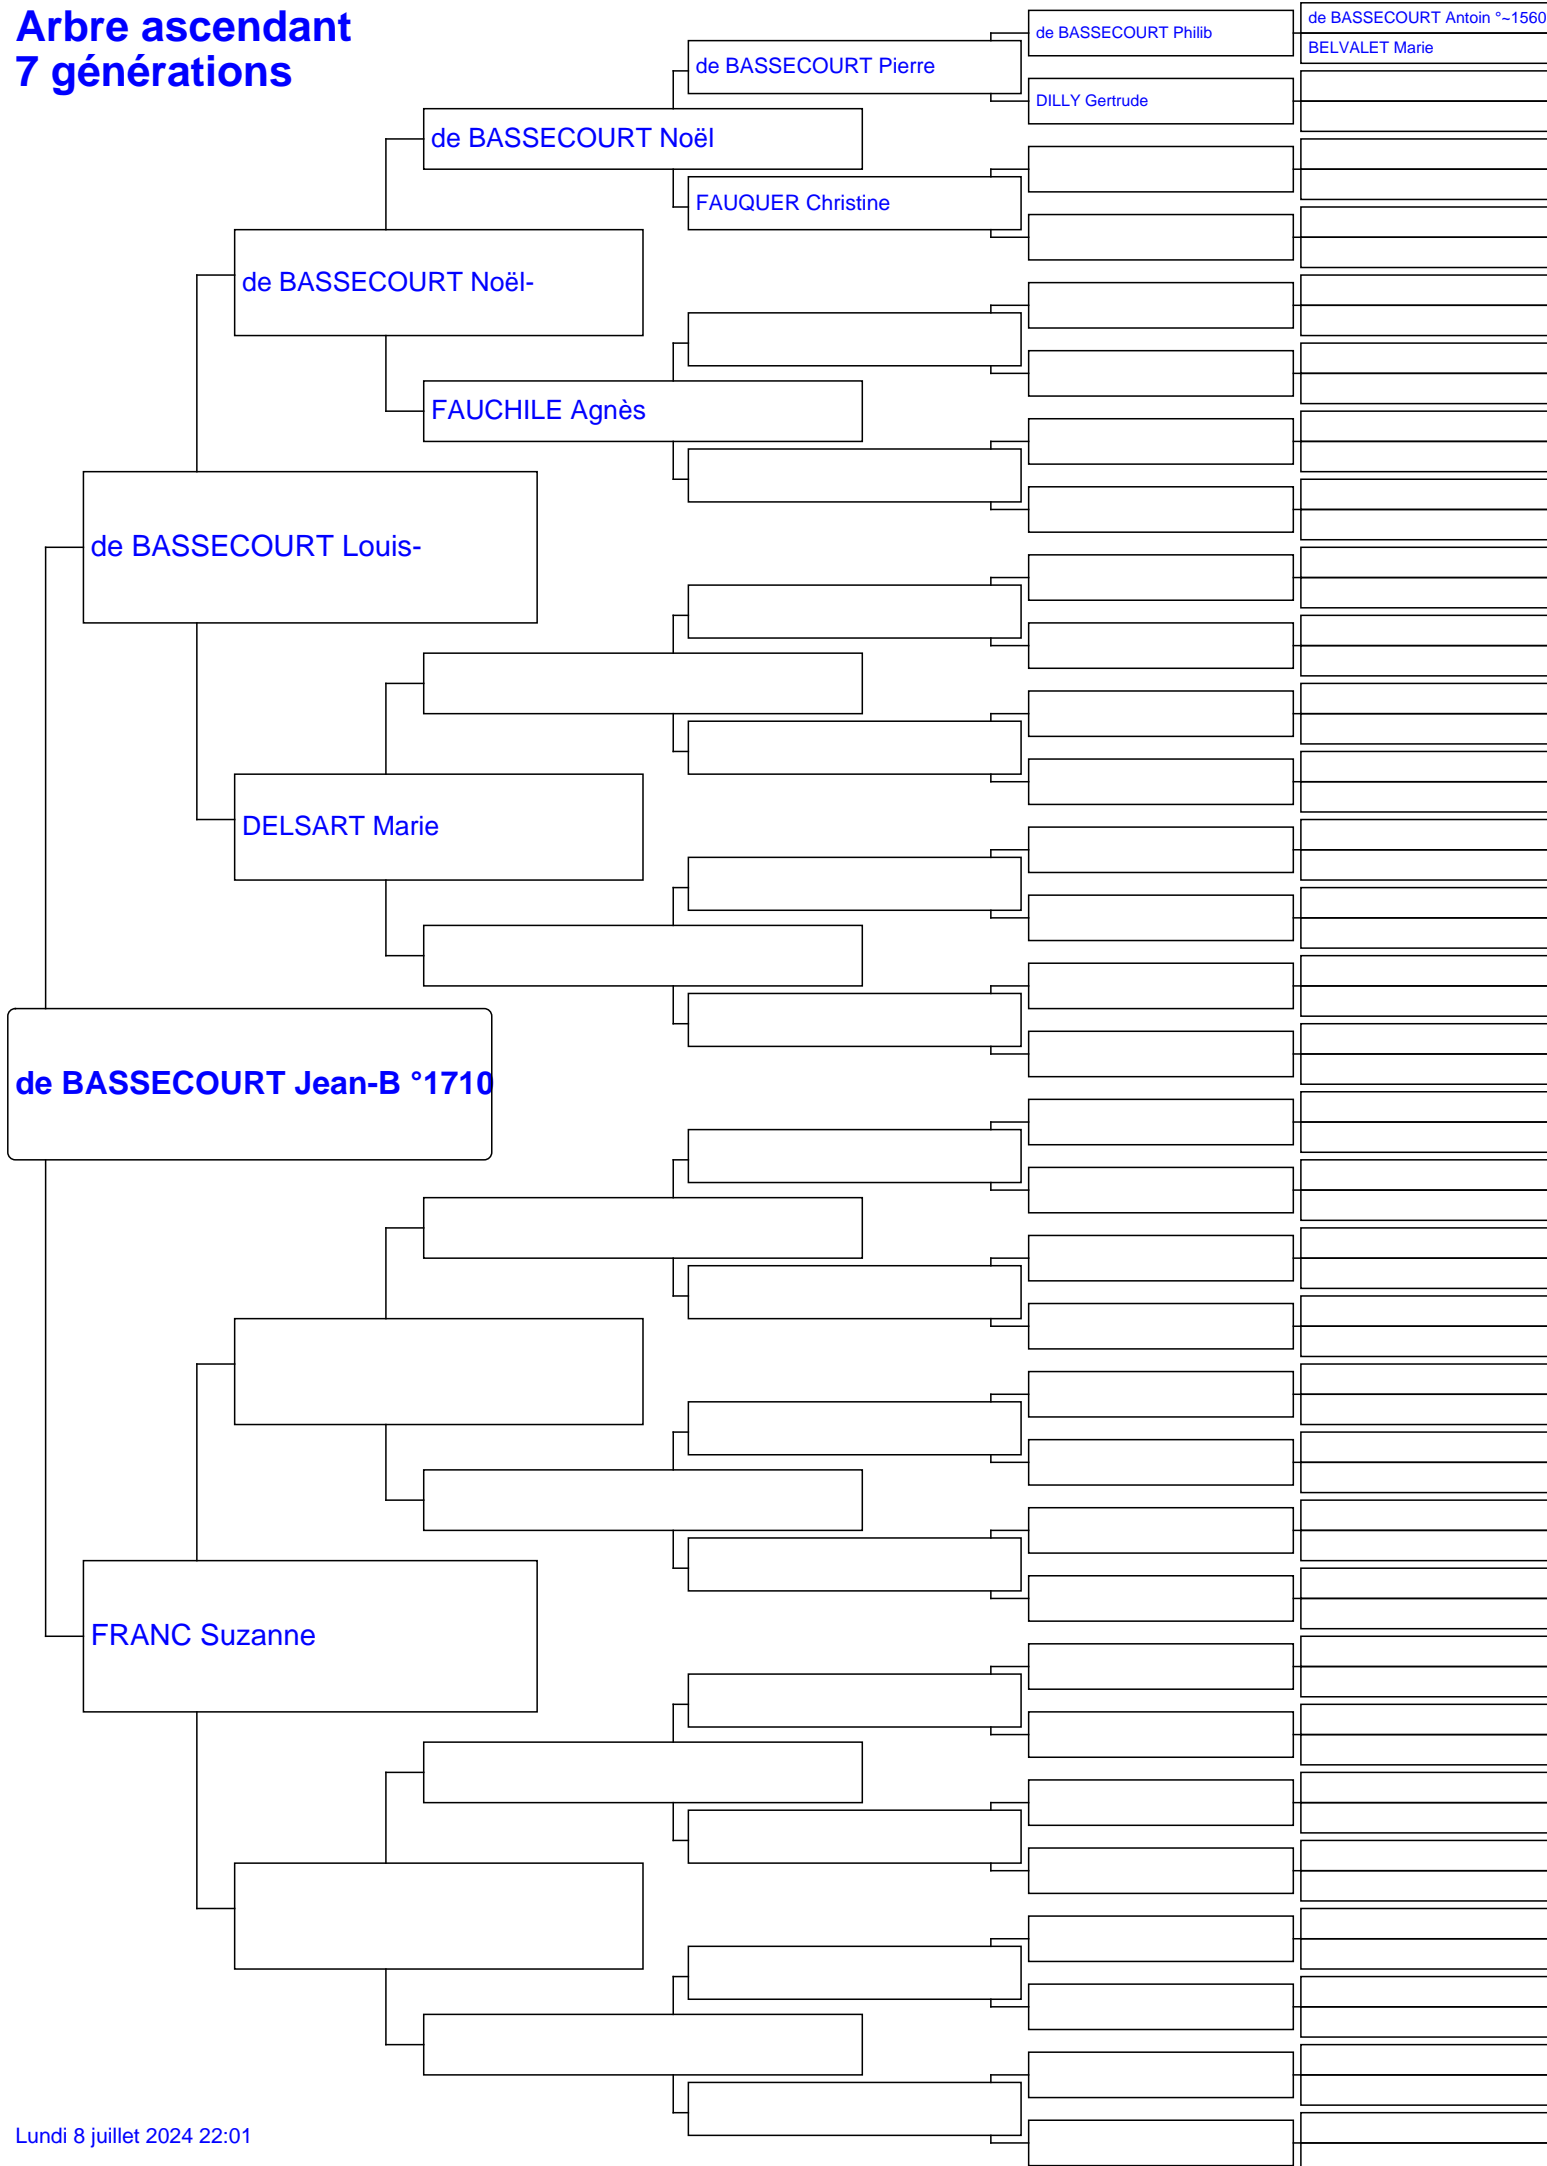 Arbre ascendant
7 générations
de BASSECOURT Antoin °~1560
de BASSECOURT Philib
BELVALET Marie
de BASSECOURT Pierre
DILLY Gertrude
de BASSECOURT Noël
FAUQUER Christine
de BASSECOURT Noël-
FAUCHILE Agnès
de BASSECOURT Louis-
DELSART Marie
de BASSECOURT Jean-B °1710
FRANC Suzanne
Lundi 8 juillet 2024 22:01